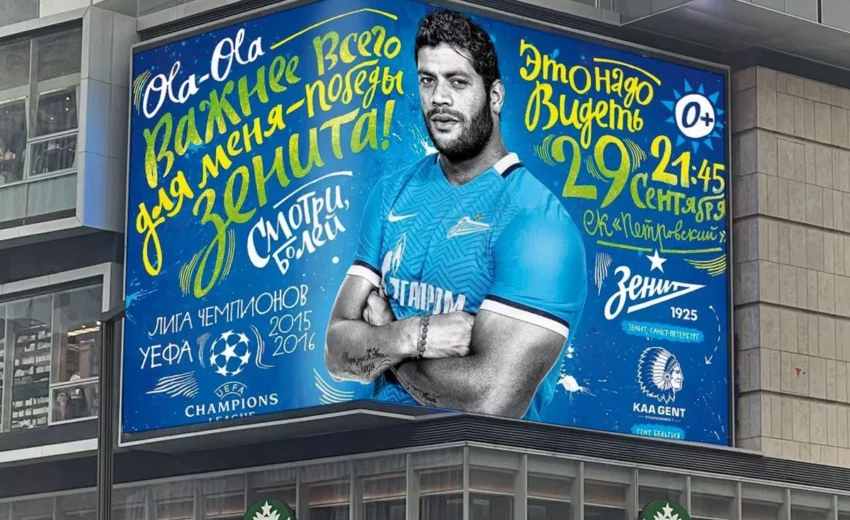 Ola-Ola
Важнее всего
для меня – победы
Зенита!
Смотри,
болей
ЛИГА ЧЕМПИОНОВ
УЕФА
2015
2016
UEFA
CHAMPIONS
LEAGUE
ГАЗПРОМ
Это надо
Видеть
0+
29
21:45
Сентября
СК «Петровский»
Зенит
1925
ЗЕНИТ, САНКТ-ПЕТЕРБУРГ
KAA GENT
ГЕНТ, БЕЛЬГИЯ